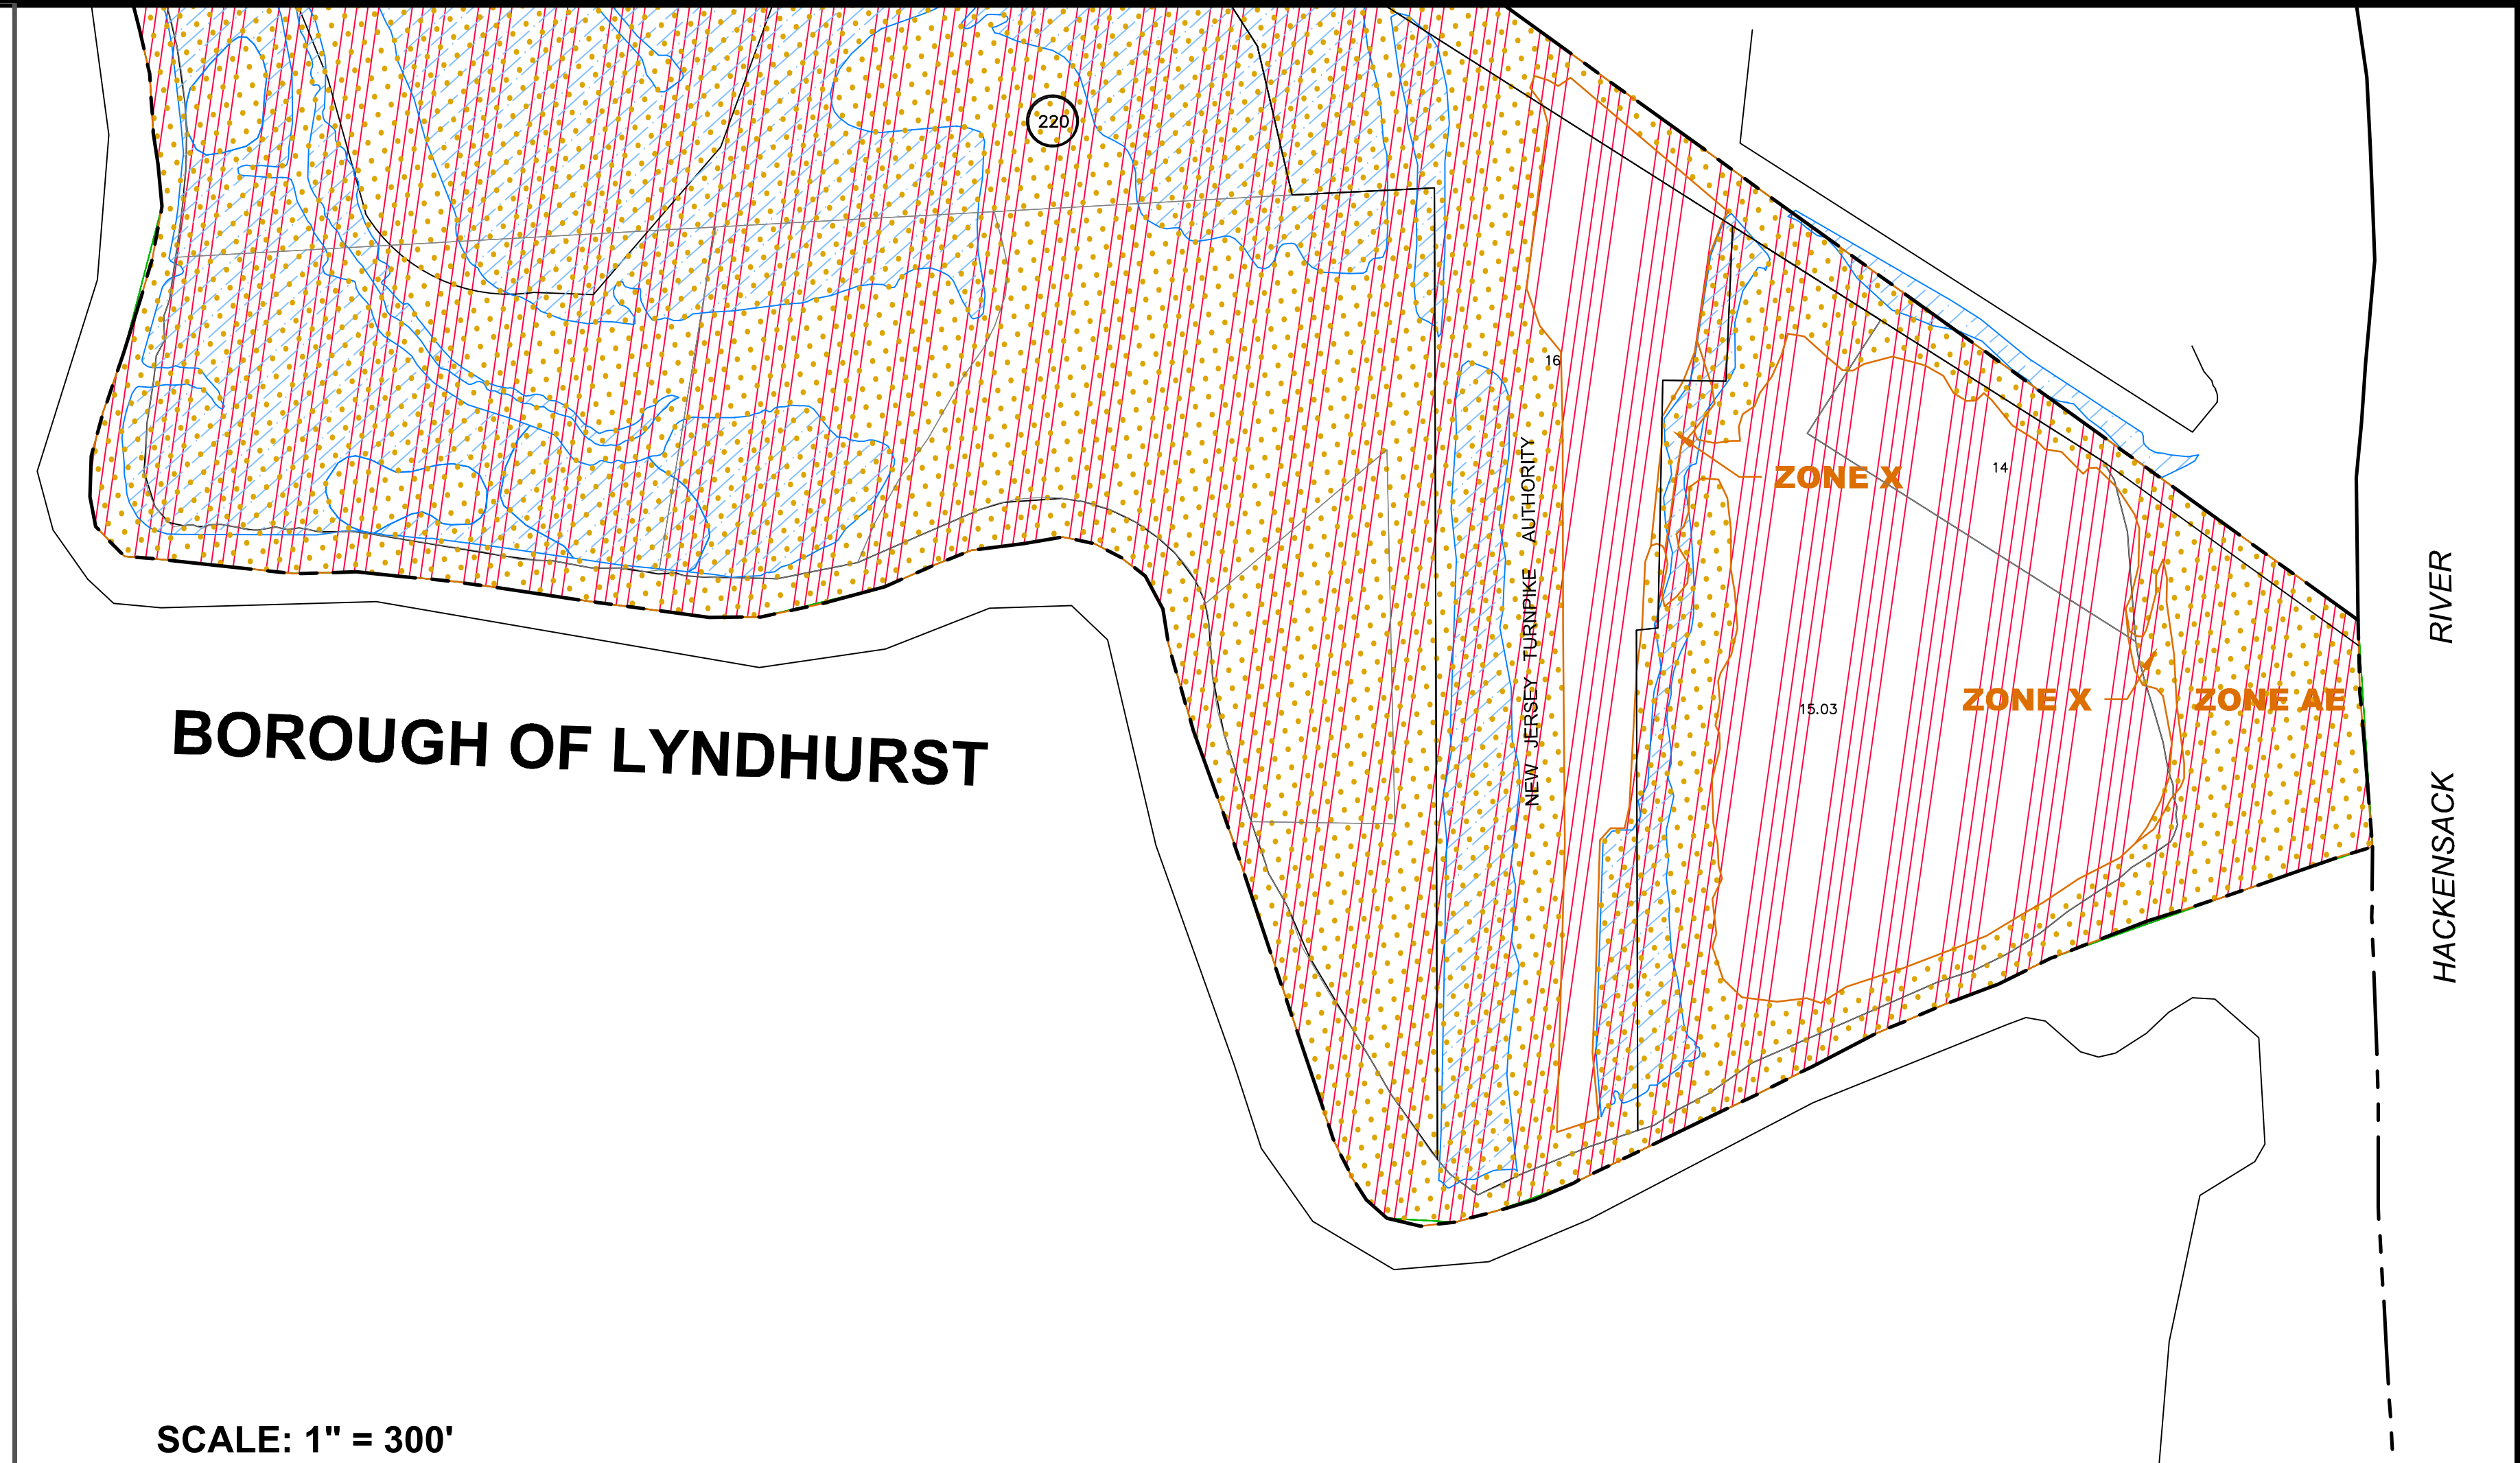 220
16
NEW JERSEY TURNPIKE AUTHORITY
ZONE X
14
15.03
ZONE X
ZONE AE
HACKENSACK RIVER
BOROUGH OF LYNDHURST
SCALE: 1" = 300'